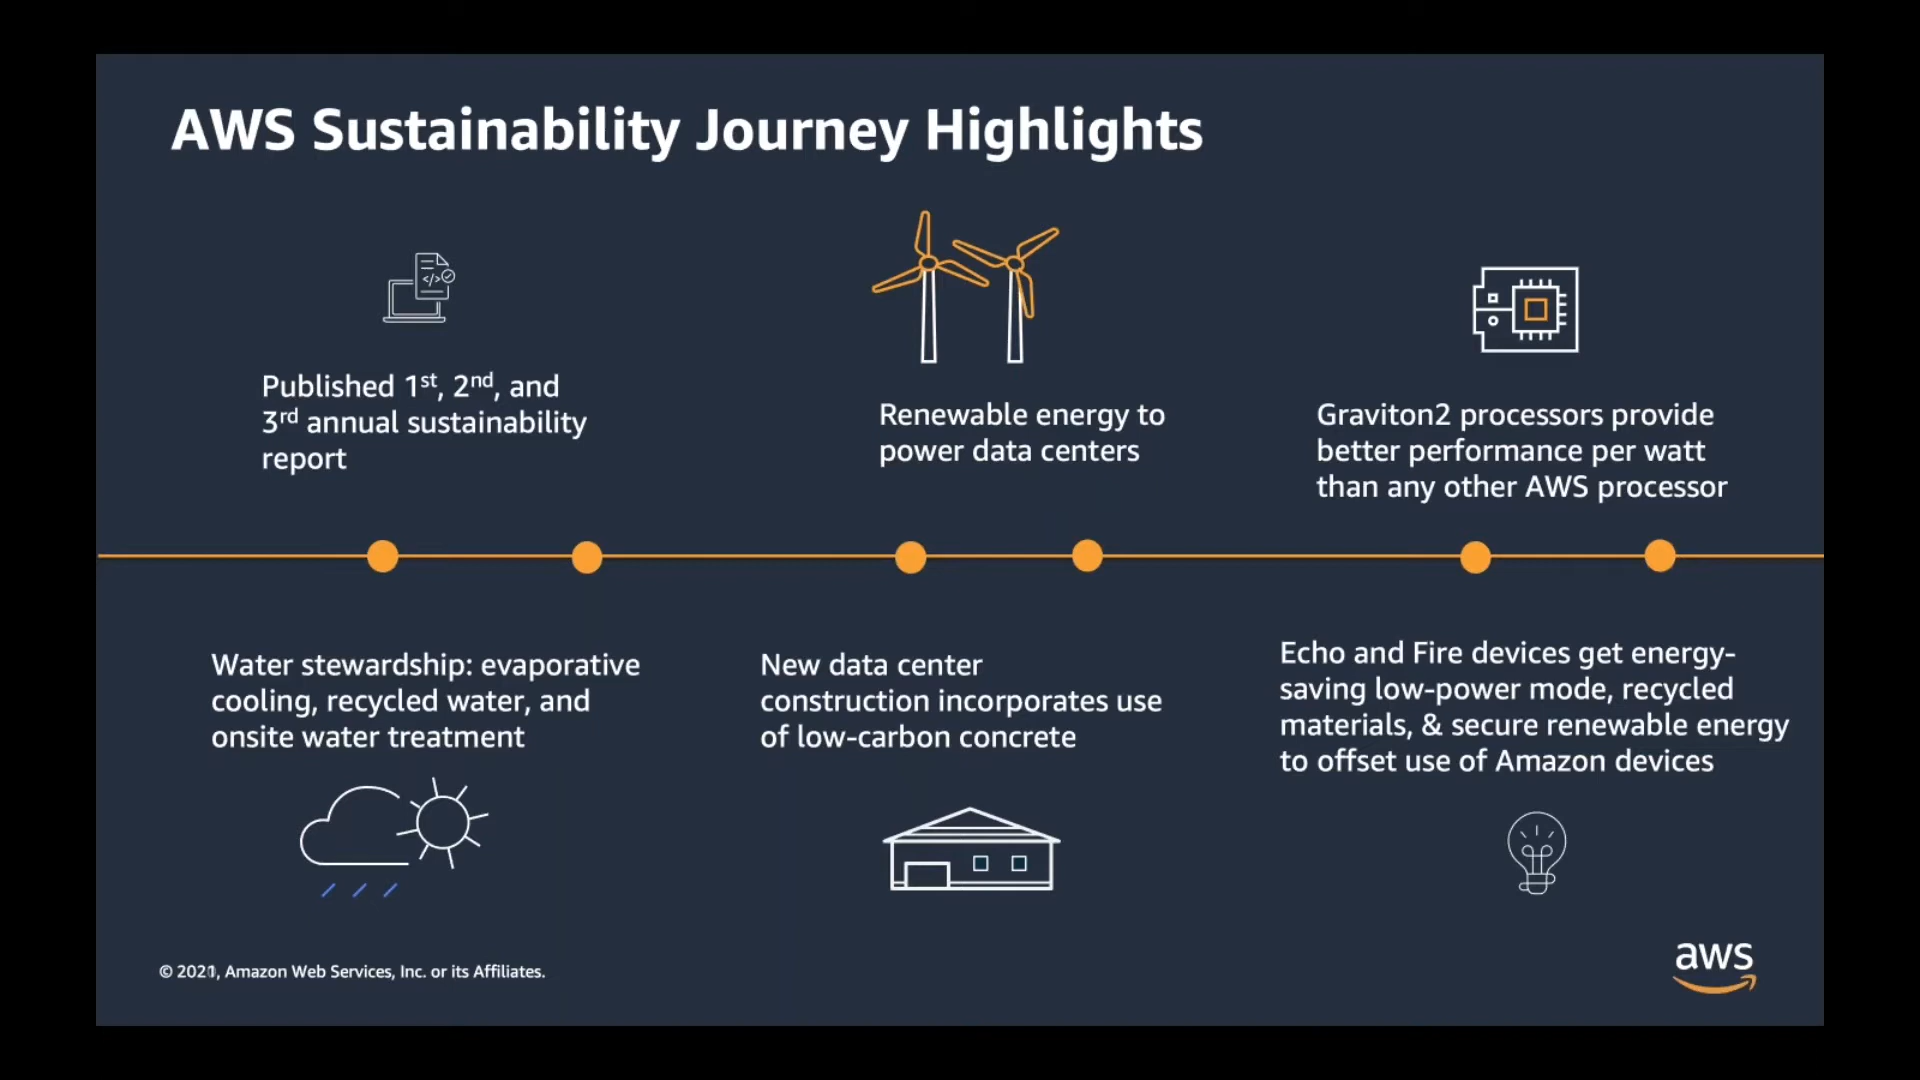 AWS Sustainability Journey Highlights
</>
Published 1st, 2nd, and
3rd annual sustainability
report
Renewable energy to
power data centers
Graviton2 processors provide
better performance per watt
than any other AWS processor
Water stewardship: evaporative
cooling, recycled water, and
onsite water treatment
New data center
construction incorporates use
of low-carbon concrete
Echo and Fire devices get energy-
saving low-power mode, recycled
materials, & secure renewable energy
to offset use of Amazon devices
© 2021, Amazon Web Services, Inc. or its Affiliates.
aws